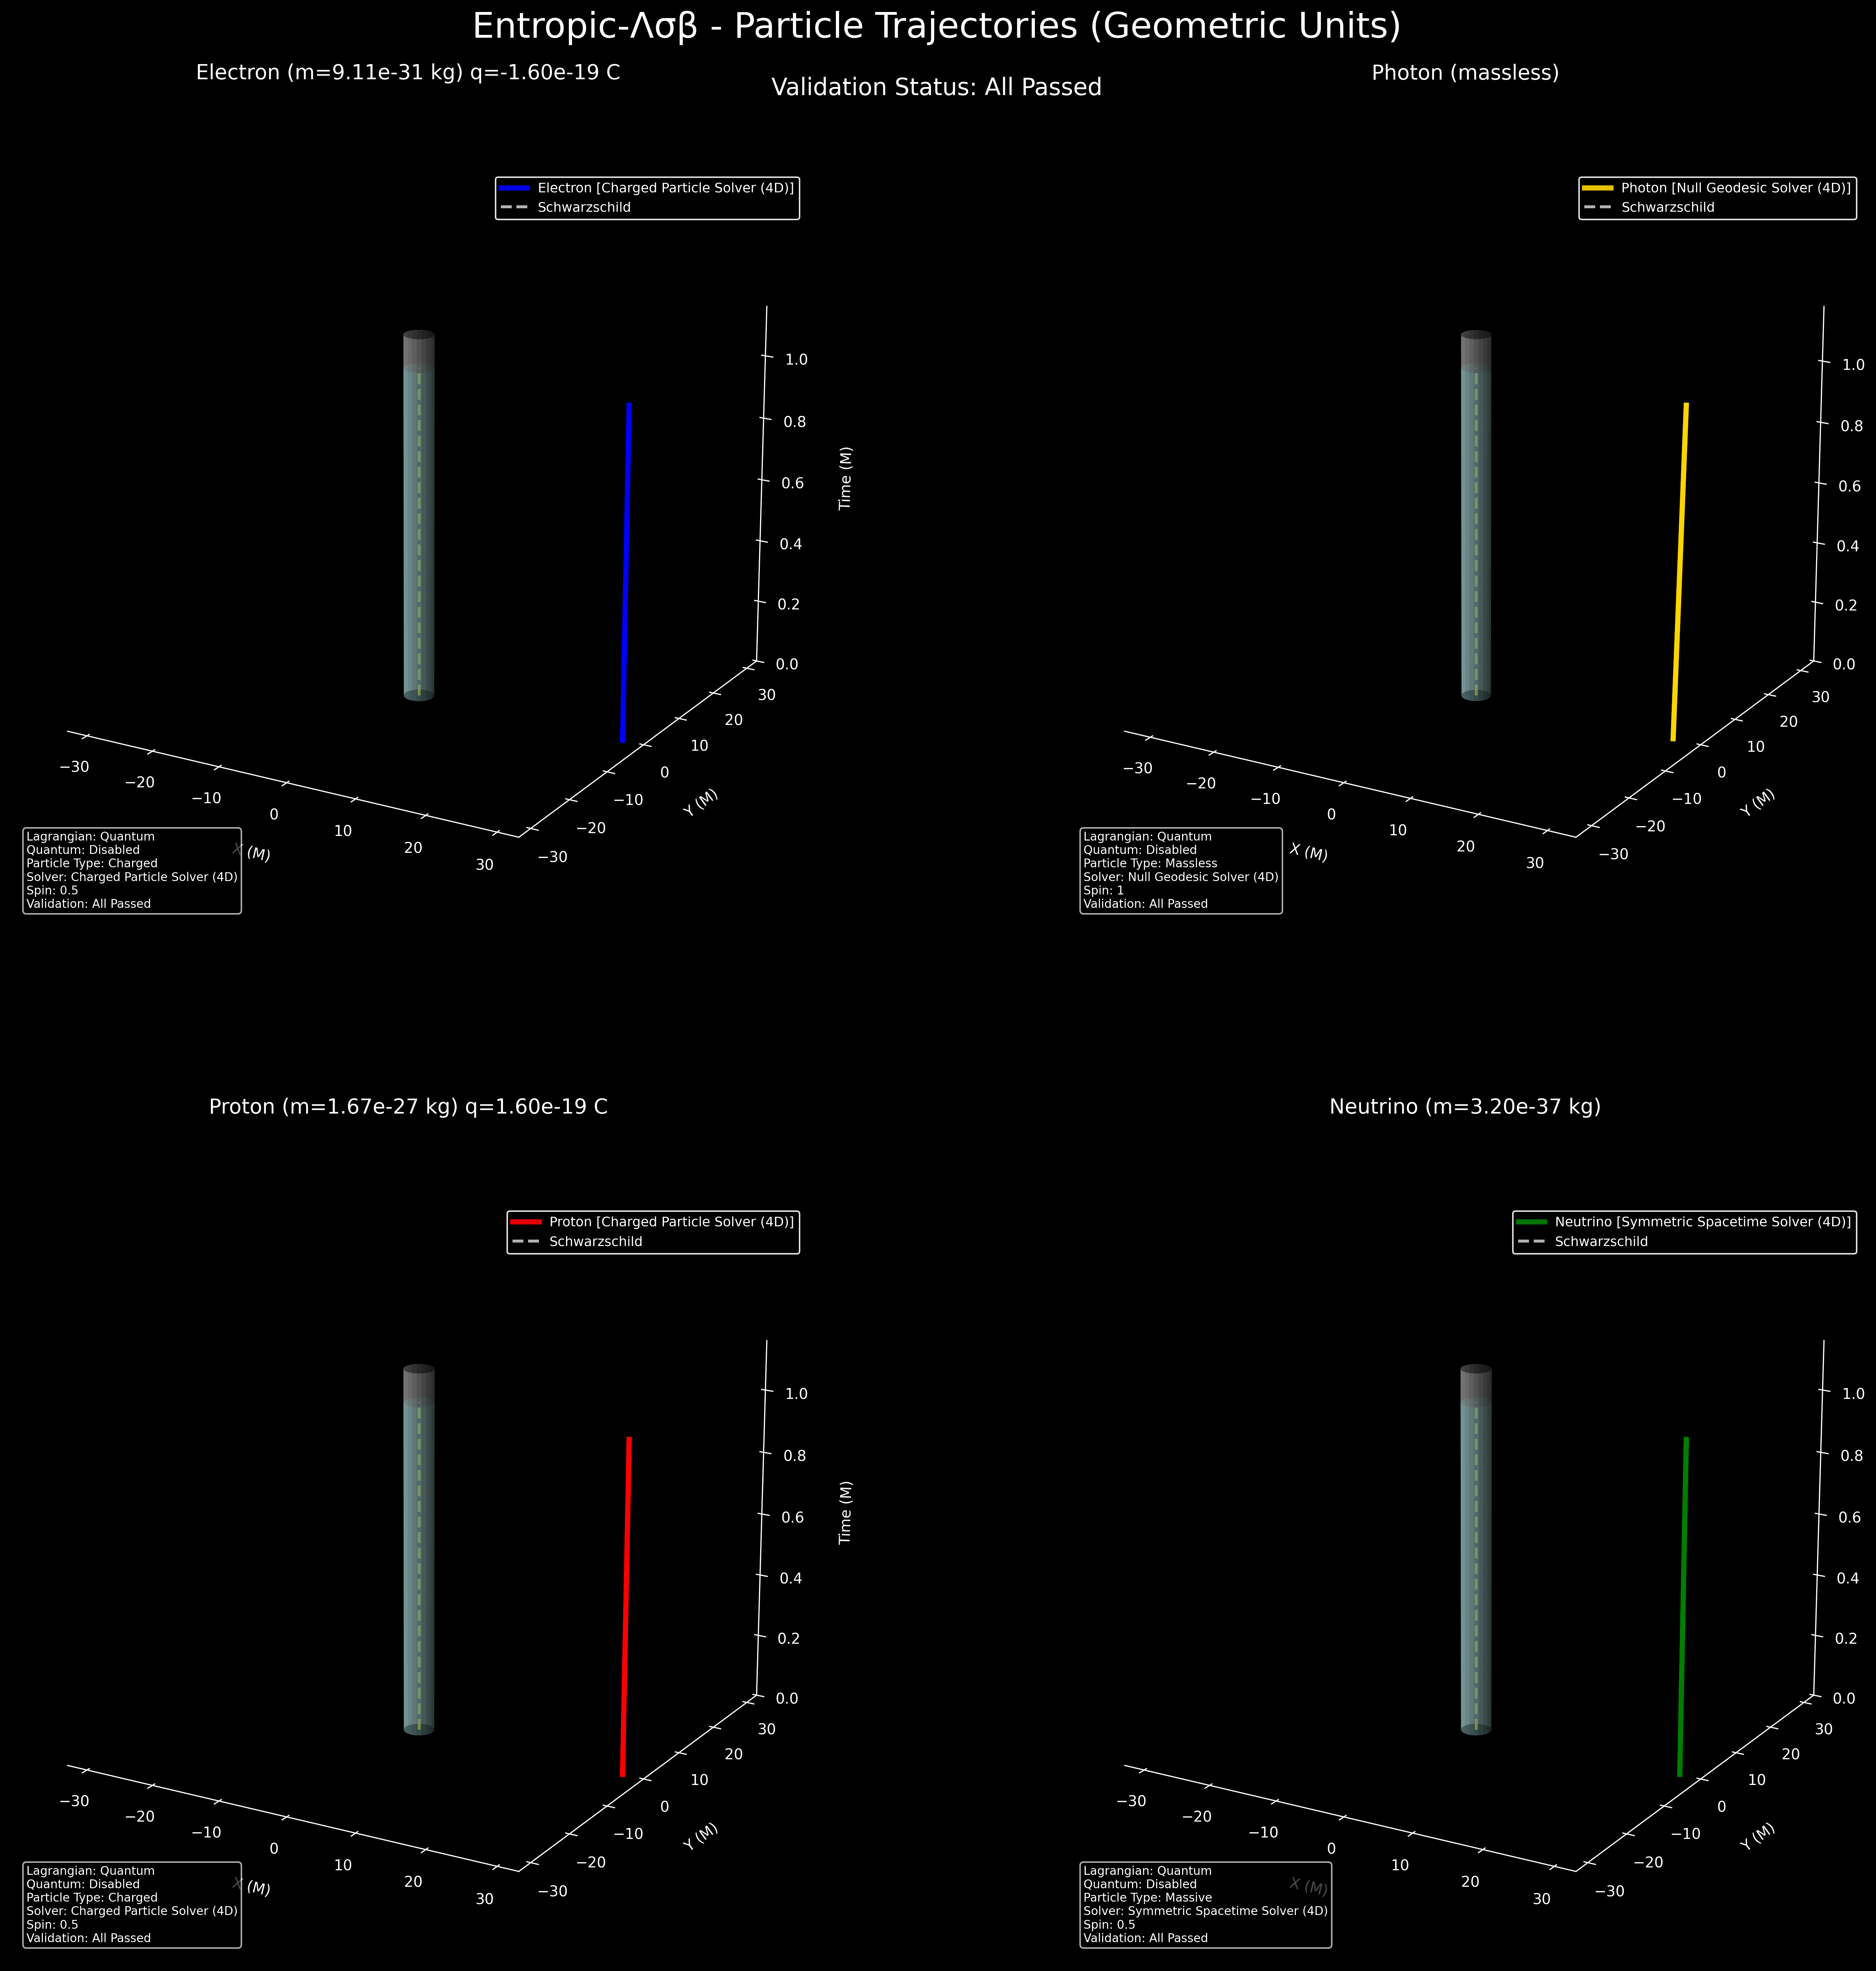 Entropic-Λσβ - Particle Trajectories (Geometric Units)
Validation Status: All Passed
Electron (m=9.11e-31 kg) q=-1.60e-19 C
Electron [Charged Particle Solver (4D)]
Schwarzschild
1.0
0.8
0.6
0.4
0.2
0.0
Time (M)
30
20
10
0
−10
−20
−30
Y (M)
−30
−20
−10
0
10
20
30
X (M)
Lagrangian: Quantum
Quantum: Disabled
Particle Type: Charged
Solver: Charged Particle Solver (4D)
Spin: 0.5
Validation: All Passed
Photon (massless)
Photon [Null Geodesic Solver (4D)]
Schwarzschild
1.0
0.8
0.6
0.4
0.2
0.0
30
20
10
0
−10
−20
−30
Y (M)
−30
−20
−10
0
10
20
30
X (M)
Lagrangian: Quantum
Quantum: Disabled
Particle Type: Massless
Solver: Null Geodesic Solver (4D)
Spin: 1
Validation: All Passed
Proton (m=1.67e-27 kg) q=1.60e-19 C
Proton [Charged Particle Solver (4D)]
Schwarzschild
1.0
0.8
0.6
0.4
0.2
0.0
Time (M)
30
20
10
0
−10
−20
−30
Y (M)
−30
−20
−10
0
10
20
30
X (M)
Lagrangian: Quantum
Quantum: Disabled
Particle Type: Charged
Solver: Charged Particle Solver (4D)
Spin: 0.5
Validation: All Passed
Neutrino (m=3.20e-37 kg)
Neutrino [Symmetric Spacetime Solver (4D)]
Schwarzschild
1.0
0.8
0.6
0.4
0.2
0.0
30
20
10
0
−10
−20
−30
Y (M)
−30
−20
−10
0
10
20
30
X (M)
Lagrangian: Quantum
Quantum: Disabled
Particle Type: Massive
Solver: Symmetric Spacetime Solver (4D)
Spin: 0.5
Validation: All Passed